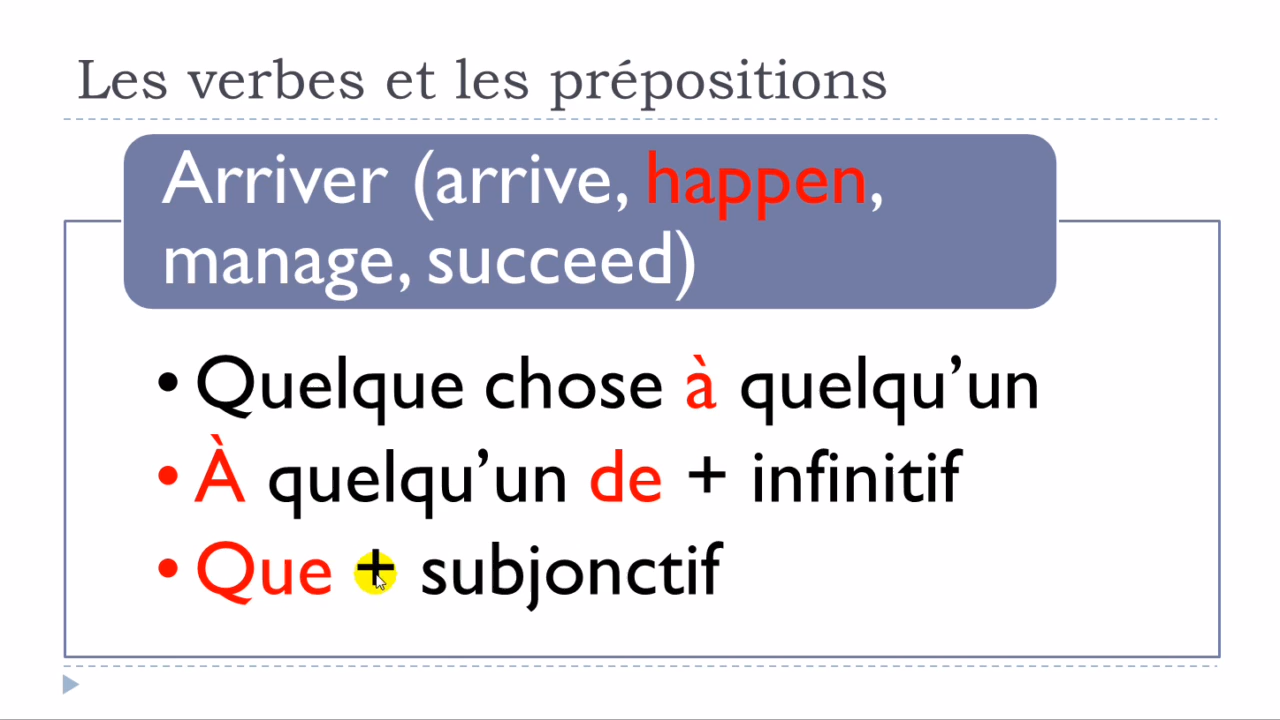 Les verbes et les prépositions
Arriver (arrive, happen,
manage, succeed)
• Quelque chose à quelqu’un
• À quelqu’un de + infinitif
• Que + subjonctif